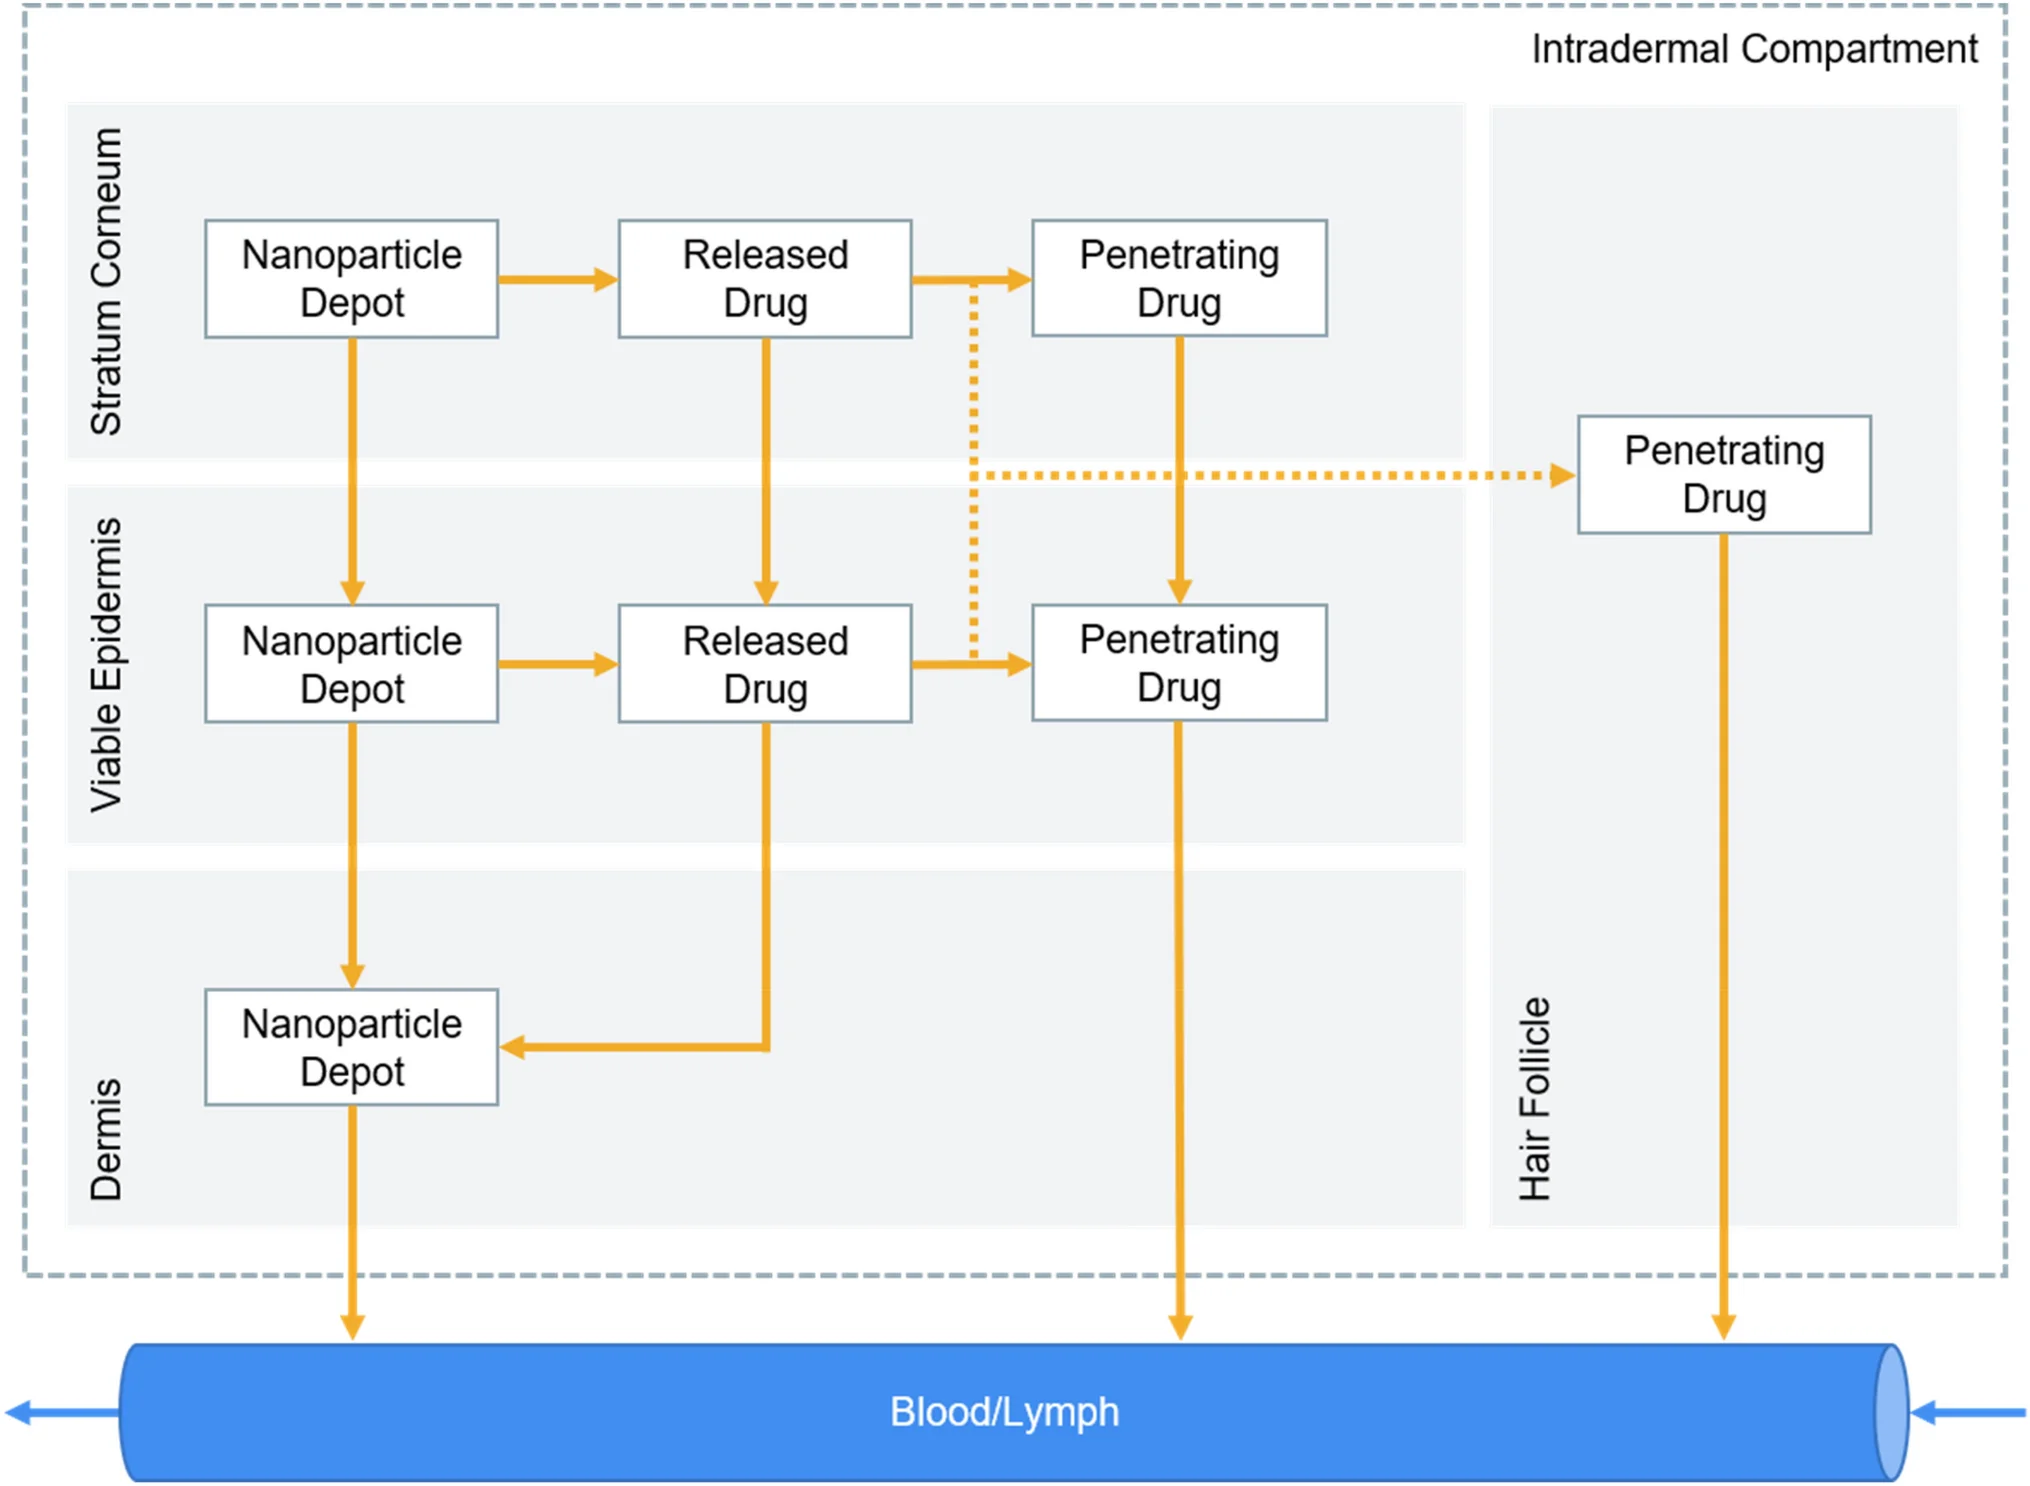 Intradermal Compartment
Stratum Corneum
Nanoparticle
Depot
Released
Drug
Penetrating
Drug
Penetrating
Drug
Viable Epidermis
Nanoparticle
Depot
Released
Drug
Penetrating
Drug
Dermis
Nanoparticle
Depot
Hair Follicle
Blood/Lymph